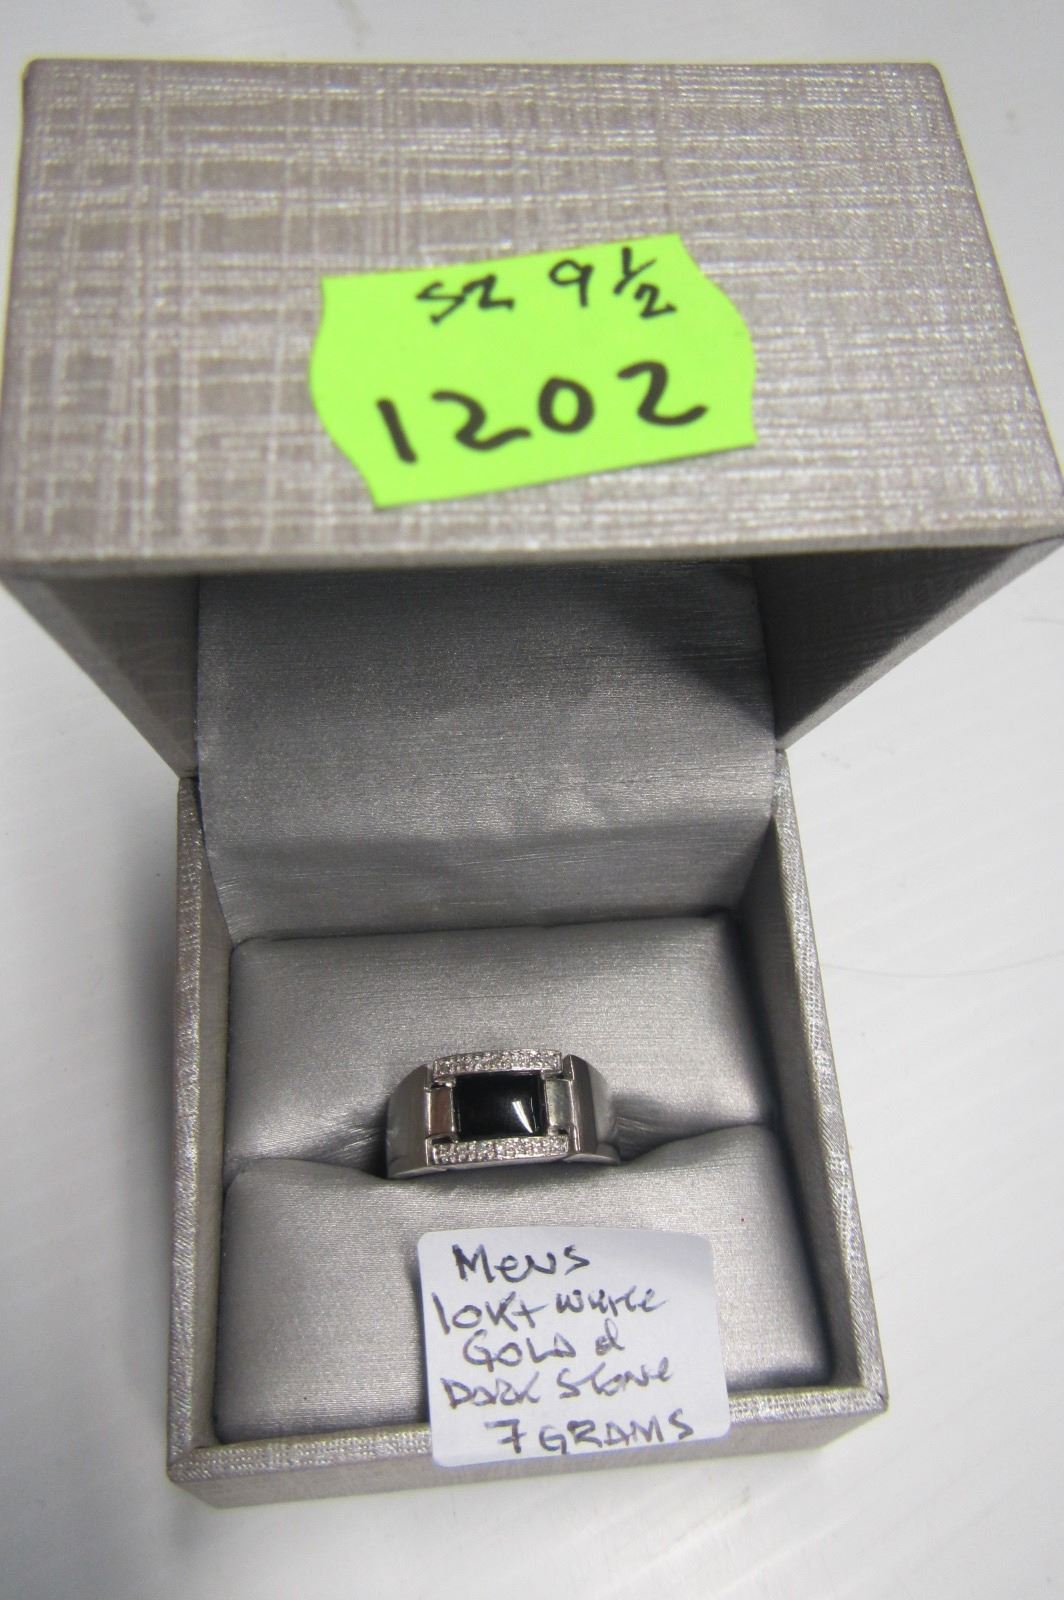 SZ 9 1/2
1202
Mens
10Kt white
GOLD &
DARK Stone
7 GRAMS